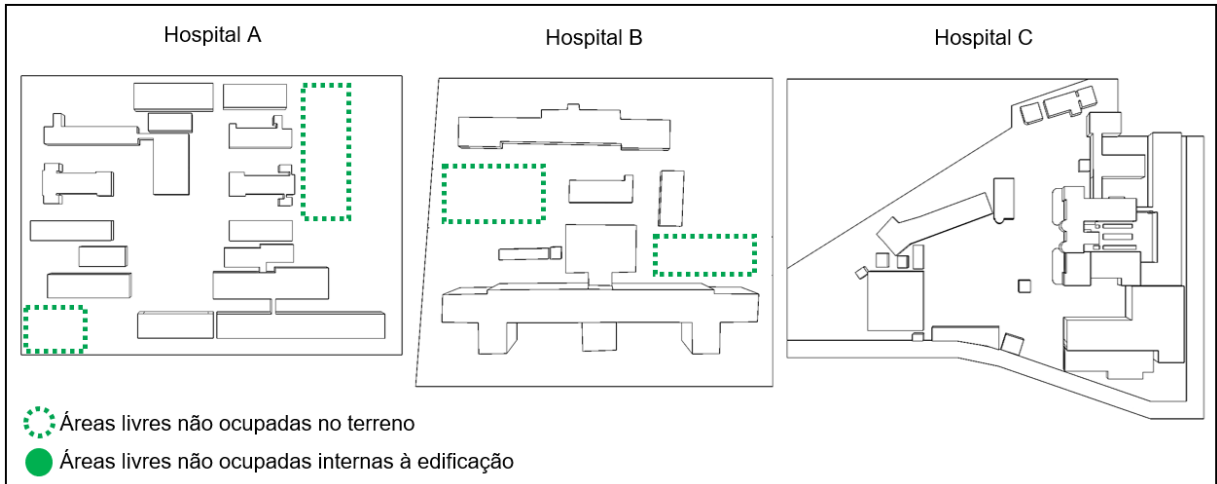 Hospital A
Hospital B
Hospital C
Áreas livres não ocupadas no terreno
Áreas livres não ocupadas internas à edificação